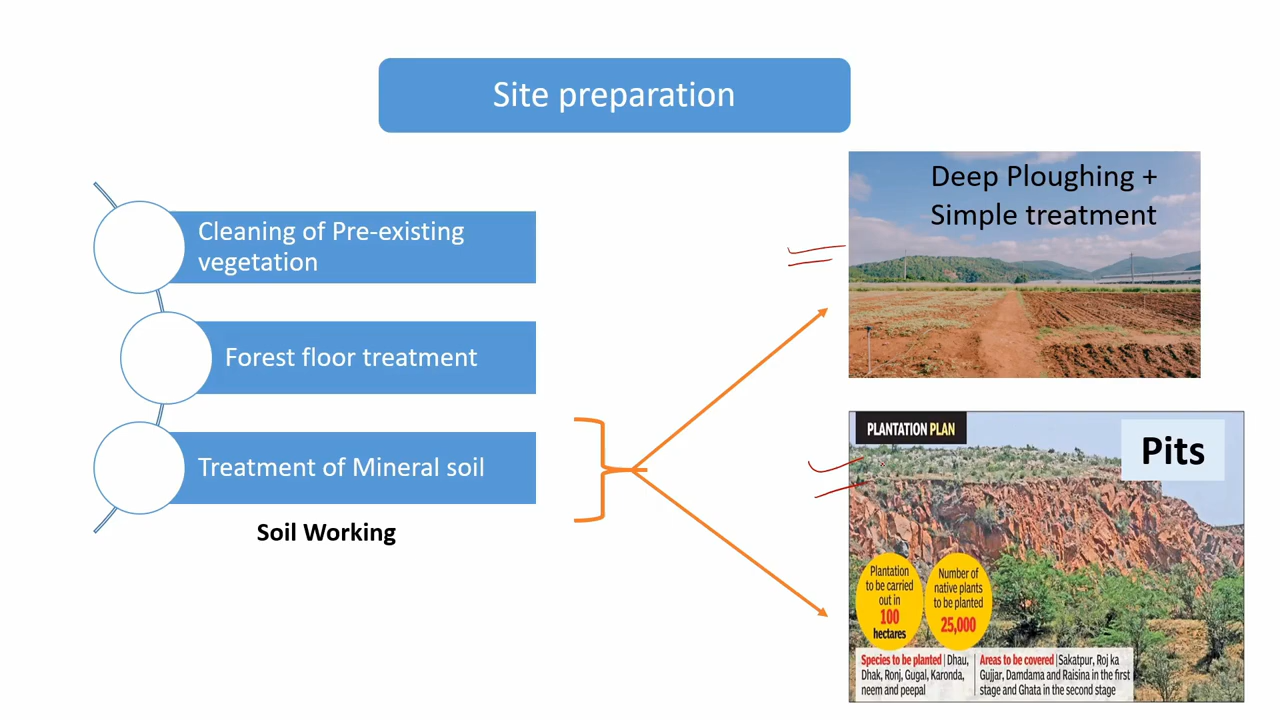 Site preparation
Cleaning of Pre-existing
vegetation
Forest floor treatment
Treatment of Mineral soil
Soil Working
Deep Ploughing +
Simple treatment
PLANTATION PLAN
Pits
Plantation
to be carried
out in
100
hectares
Number of
native plants
to be planted
25,000
Species to be planted | Dhau,
Dhak, Ronj, Gugal, Karonda,
neem and peepal
Areas to be covered | Sakatpur, Roj ka
Gujjar, Damdama and Raisina in the first
stage and Ghata in the second stage